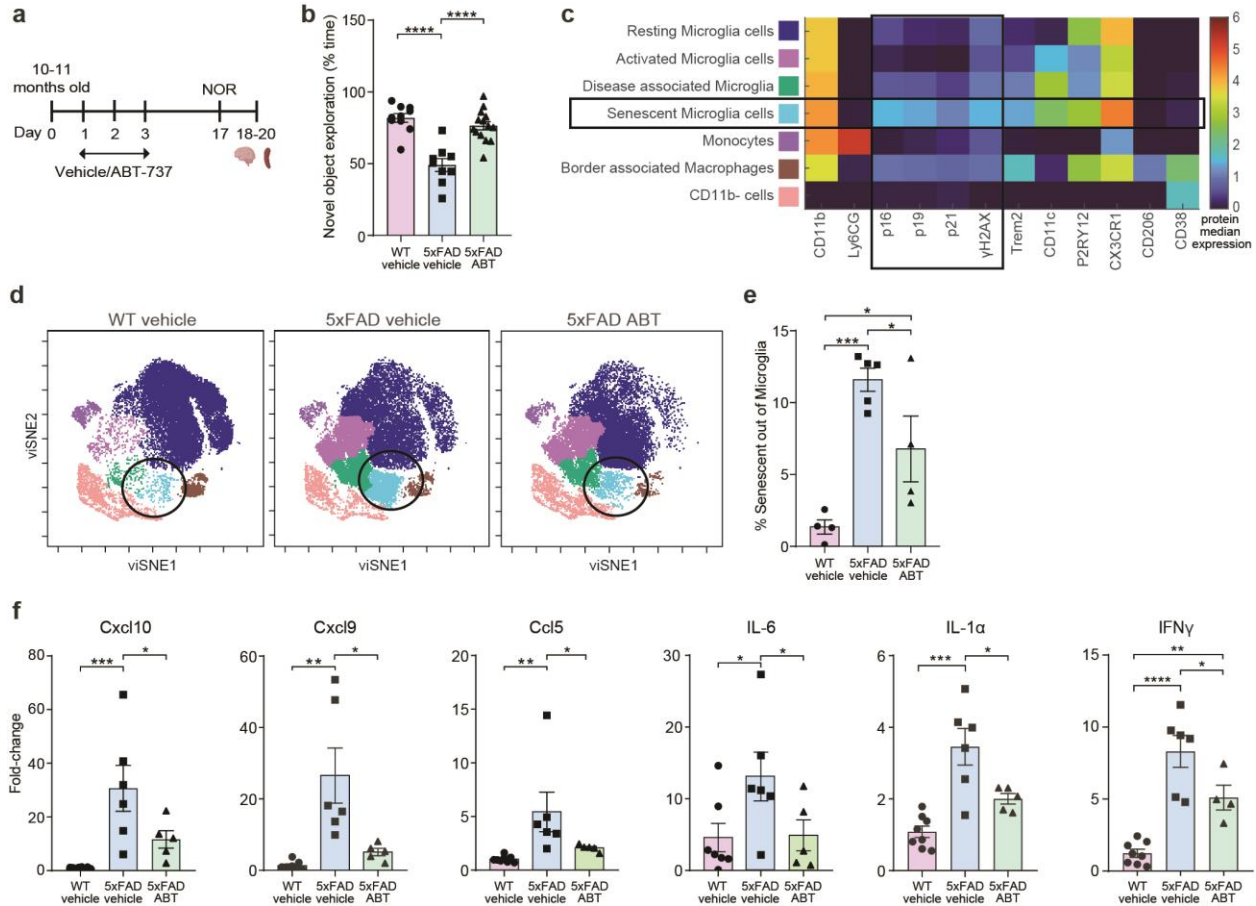 a
10-11
months old
NOR
Day 0 1 2 3 17 18-20
Vehicle/ABT-737
b
Novel object exploration (% time)
150
100
50
0
****
****
WT
vehicle
5xFAD
vehicle
5xFAD
ABT
c
Resting Microglia cells
Activated Microglia cells
Disease associated Microglia
Senescent Microglia cells
Monocytes
Border associated Macrophages
CD11b- cells
CD11b
Ly6CG
p16
p19
p21
γH2AX
Trem2
CD11c
P2RY12
CX3CR1
CD206
CD38
6
5
4
3
2
1
0
protein
median
expression
d
WT vehicle
5xFAD vehicle
5xFAD ABT
viSNE2
viSNE1
viSNE1
viSNE1
e
% Senescent out of Microglia
15
10
5
0
*
***
*
WT
vehicle
5xFAD
vehicle
5xFAD
ABT
f
Fold-change
Cxcl10
80
60
40
20
0
***
*
WT
vehicle
5xFAD
vehicle
5xFAD
ABT
Cxcl9
60
40
20
0
**
*
WT
vehicle
5xFAD
vehicle
5xFAD
ABT
Ccl5
20
15
10
5
0
**
*
WT
vehicle
5xFAD
vehicle
5xFAD
ABT
IL-6
30
20
10
0
*
*
WT
vehicle
5xFAD
vehicle
5xFAD
ABT
IL-1α
6
4
2
0
***
*
WT
vehicle
5xFAD
vehicle
5xFAD
ABT
IFNγ
15
10
5
0
**
****
*
WT
vehicle
5xFAD
vehicle
5xFAD
ABT